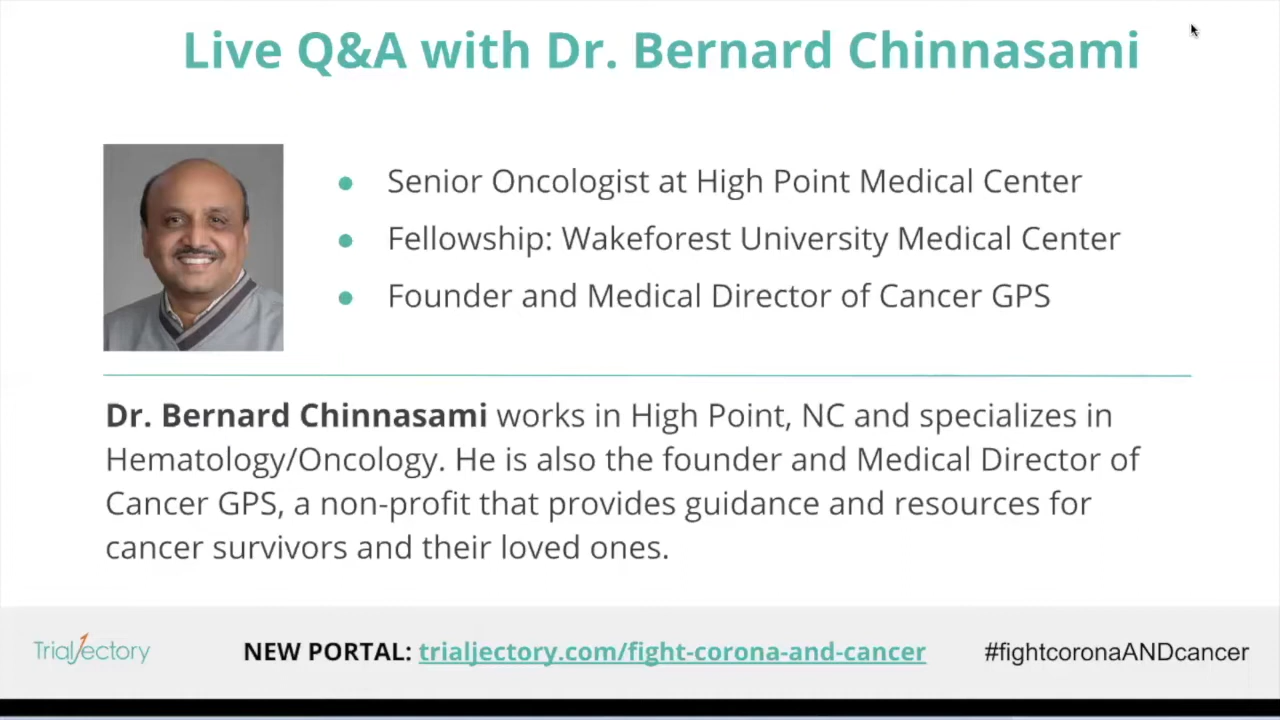 Live Q&A with Dr. Bernard Chinnasami
● Senior Oncologist at High Point Medical Center
● Fellowship: Wakeforest University Medical Center
● Founder and Medical Director of Cancer GPS
Dr. Bernard Chinnasami works in High Point, NC and specializes in
Hematology/Oncology. He is also the founder and Medical Director of
Cancer GPS, a non-profit that provides guidance and resources for
cancer survivors and their loved ones.
TrialJectory NEW PORTAL: trialjectory.com/fight-corona-and-cancer #fightcoronaANDcancer